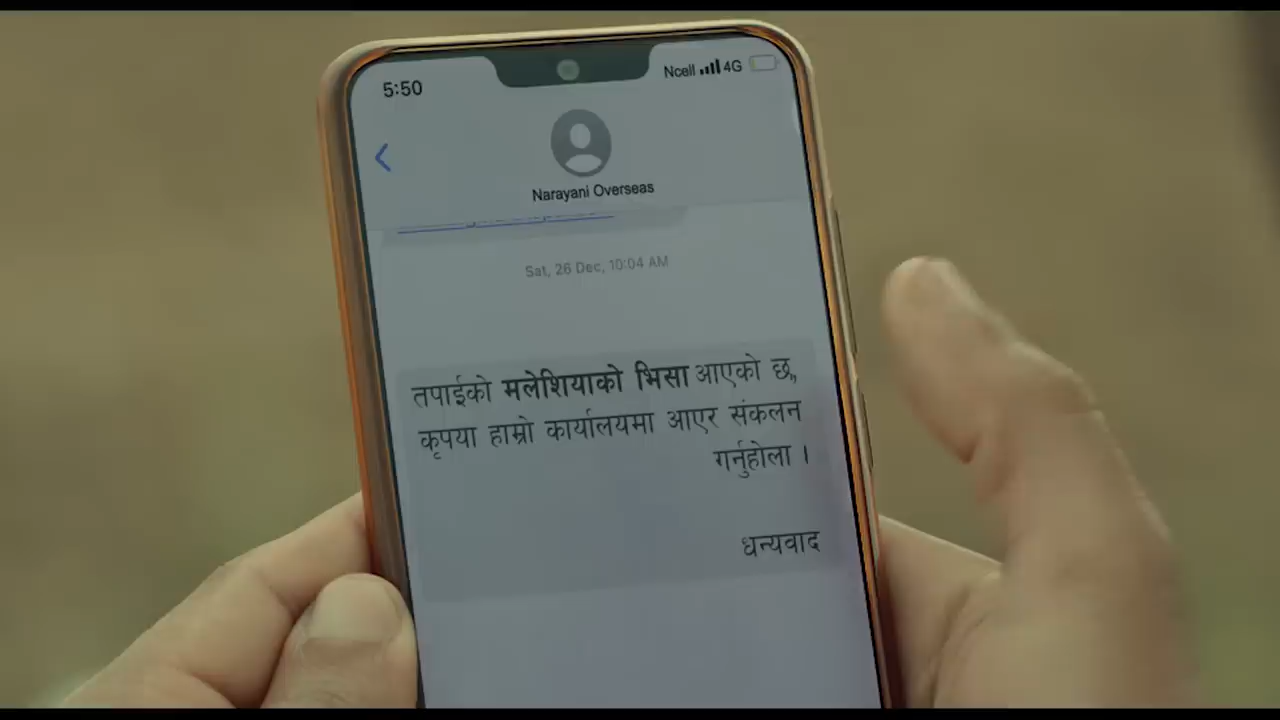 5:50
Ncell 4G
Narayani Overseas
Sat, 26 Dec, 10:04 AM
तपाईको मलेशियाको भिसा आएको छ,,
कृपया हाम्रो कार्यालयमा आएर संकलन
गर्नुहोला ।
धन्यवाद